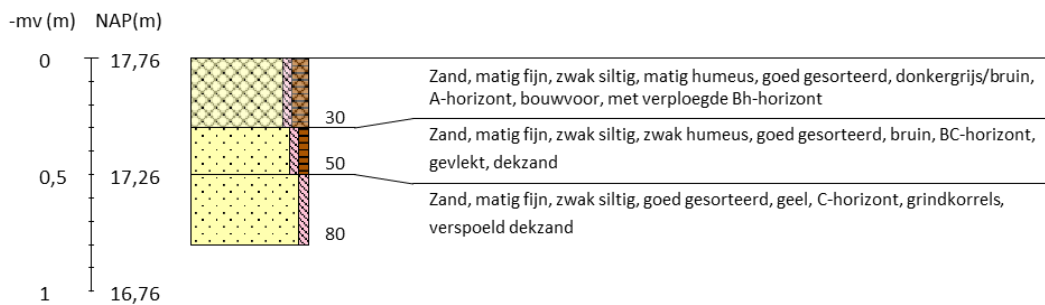 -mv (m) NAP(m)
0 17,76
Zand, matig fijn, zwak siltig, matig humeus, goed gesorteerd, donkergrijs/bruin,
A-horizont, bouwvoor, met verploegde Bh-horizont
30
Zand, matig fijn, zwak siltig, zwak humeus, goed gesorteerd, bruin, BC-horizont,
gevlekt, dekzand
50
0,5 17,26
Zand, matig fijn, zwak siltig, goed gesorteerd, geel, C-horizont, grindkorrels,
verspoeld dekzand
80
1 16,76